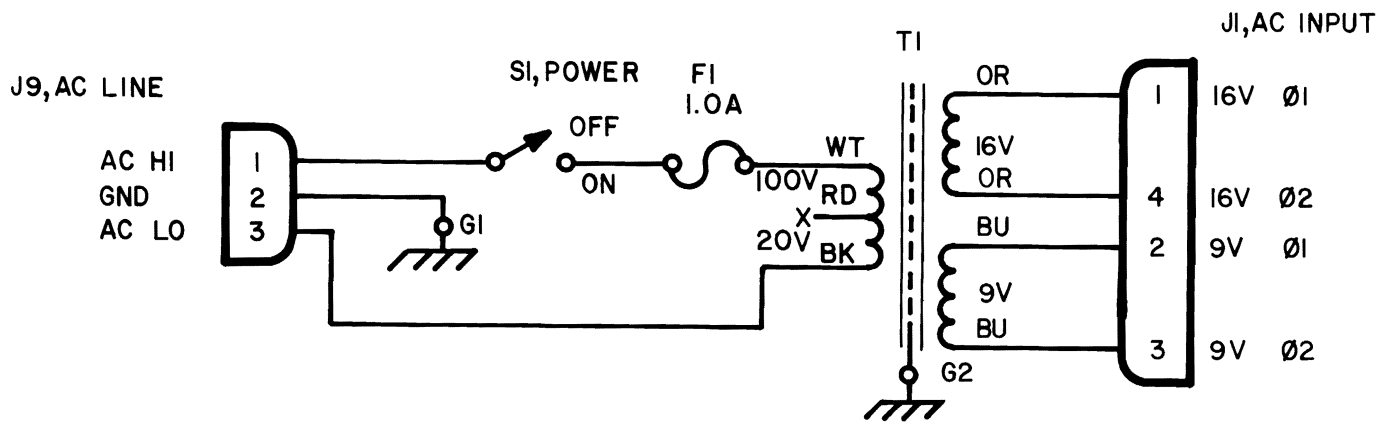 J1, AC INPUT
T1
S1, POWER
F1
1.0A
J9, AC LINE
OR
1
16V Ø1
OFF
AC HI
1
ON
WT
100V
16V
OR
GND
2
RD
4
16V Ø2
X
G1
AC LO
3
20V
BU
BK
2
9V Ø1
9V
BU
3
9V Ø2
G2